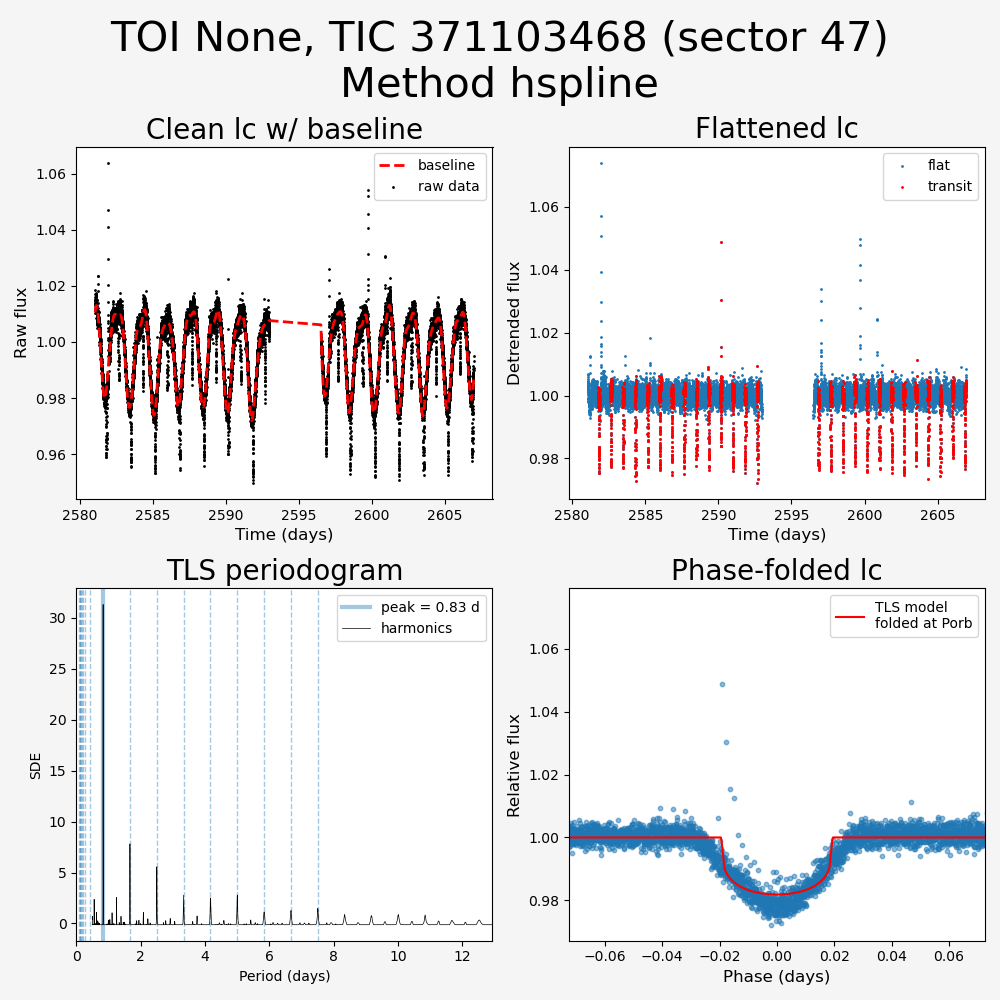 TOI None, TIC 371103468 (sector 47)
Method hspline
Clean lc w/ baseline
Raw flux
1.06
1.04
1.02
1.00
0.98
0.96
baseline
raw data
2580
2585
2590
2595
2600
2605
Time (days)
Flattened lc
Detrended flux
1.06
1.04
1.02
1.00
0.98
flat
transit
2580
2585
2590
2595
2600
2605
Time (days)
TLS periodogram
SDE
30
25
20
15
10
5
0
peak = 0.83 d
harmonics
0
2
4
6
8
10
12
Period (days)
Phase-folded lc
Relative flux
1.06
1.04
1.02
1.00
0.98
TLS model
folded at Porb
−0.06
−0.04
−0.02
0.00
0.02
0.04
0.06
Phase (days)